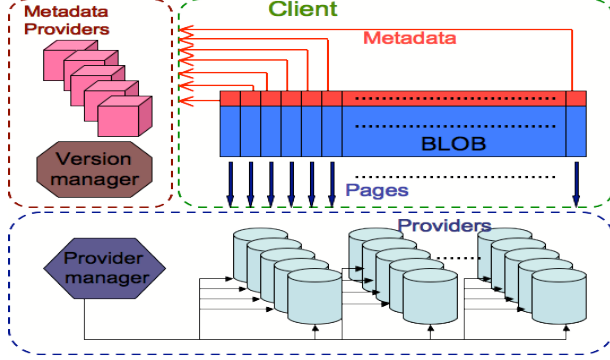 Metadata
Providers
Client
Metadata
Version
manager
BLOB
Pages
Providers
Provider
manager